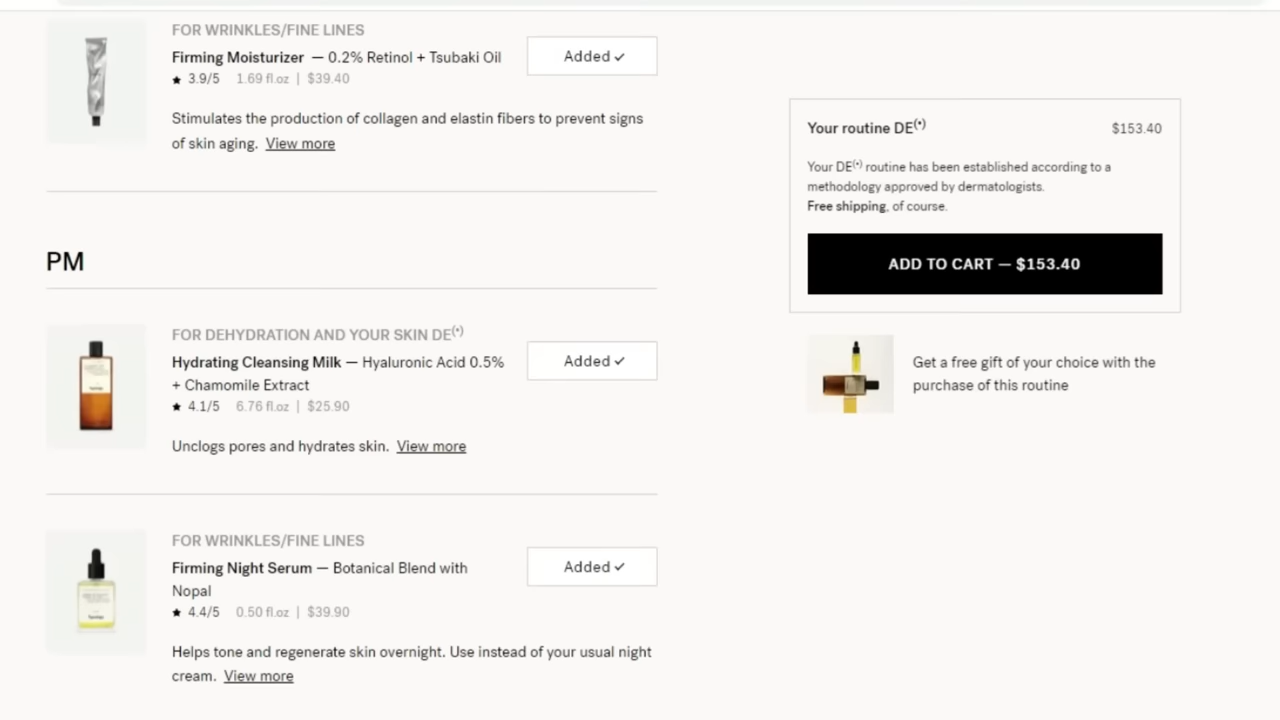 FOR WRINKLES/FINE LINES
Firming Moisturizer — 0.2% Retinol + Tsubaki Oil
Added ✓
★ 3.9/5 1.69 fl.oz | $39.40
Stimulates the production of collagen and elastin fibers to prevent signs
of skin aging. View more
PM
FOR DEHYDRATION AND YOUR SKIN DE(•)
Hydrating Cleansing Milk — Hyaluronic Acid 0.5%
+ Chamomile Extract
Added ✓
★ 4.1/5 6.76 fl.oz | $25.90
Unclogs pores and hydrates skin. View more
FOR WRINKLES/FINE LINES
Firming Night Serum — Botanical Blend with
Nopal
Added ✓
★ 4.4/5 0.50 fl.oz | $39.90
Helps tone and regenerate skin overnight. Use instead of your usual night
cream. View more
Your routine DE(•) $153.40
Your DE(•) routine has been established according to a
methodology approved by dermatologists.
Free shipping, of course.
ADD TO CART — $153.40
Get a free gift of your choice with the
purchase of this routine